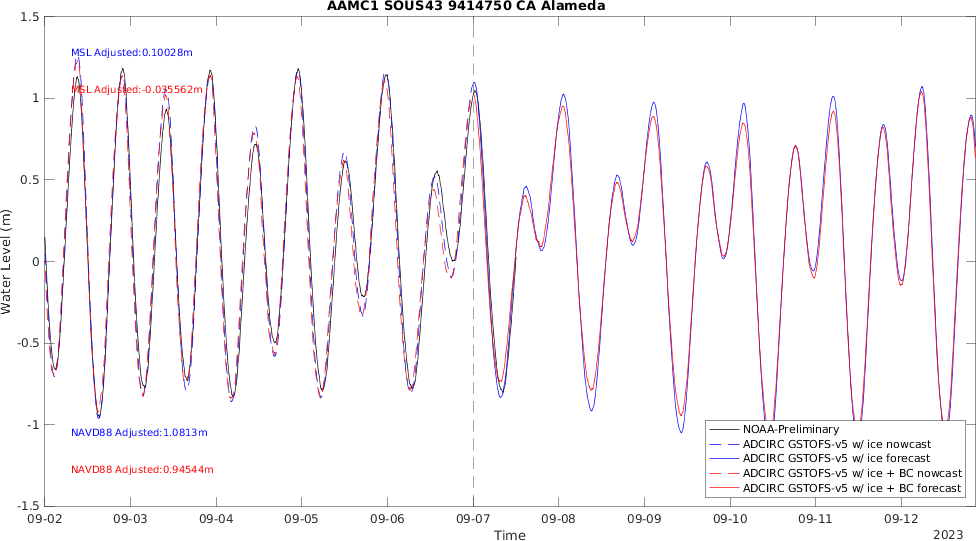 AAMC1 SOUS43 9414750 CA Alameda
1.5
MSL Adjusted:0.10028m
MSL Adjusted:-0.035562m
1
0.5
Water Level (m)
0
-0.5
-1
NAVD88 Adjusted:1.0813m
NAVD88 Adjusted:0.94544m
-1.5
NOAA-Preliminary
ADCIRC GSTOFS-v5 w/ ice nowcast
ADCIRC GSTOFS-v5 w/ ice forecast
ADCIRC GSTOFS-v5 w/ ice + BC nowcast
ADCIRC GSTOFS-v5 w/ ice + BC forecast
09-02 09-03 09-04 09-05 09-06 09-07 09-08 09-09 09-10 09-11 09-12
Time
2023